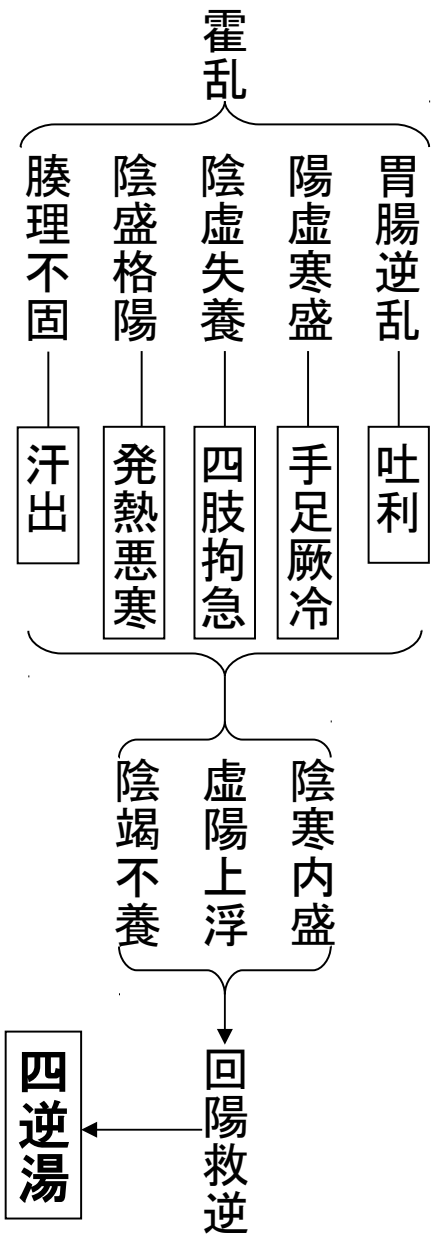 霍乱
胃腸逆乱
吐利
陽虚寒盛
手足厥冷
陰虚失養
四肢拘急
陰盛格陽
発熱悪寒
腠理不固
汗出
陰寒内盛
虚陽上浮
陰竭不養
回陽救逆
四逆湯